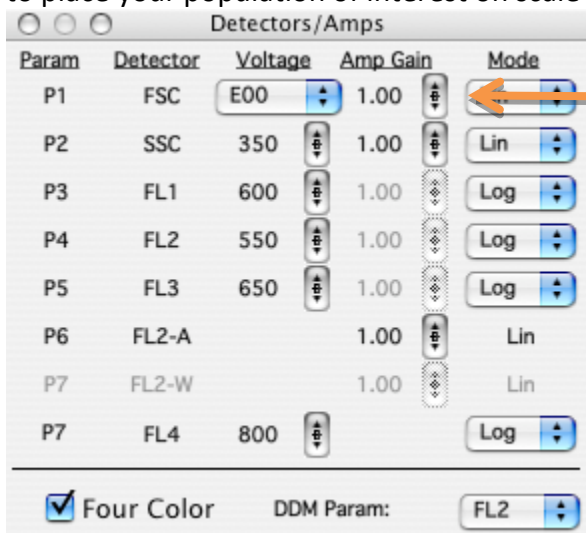 to place your population of interest on scale
Detectors/Amps
Param Detector Voltage Amp Gain Mode
P1 FSC E00 1.00
P2 SSC 350 1.00 Lin
P3 FL1 600 1.00 Log
P4 FL2 550 1.00 Log
P5 FL3 650 1.00 Log
P6 FL2-A 1.00 Lin
P7 FL2-W 1.00 Lin
P7 FL4 800 Log
Four Color DDM Param: FL2